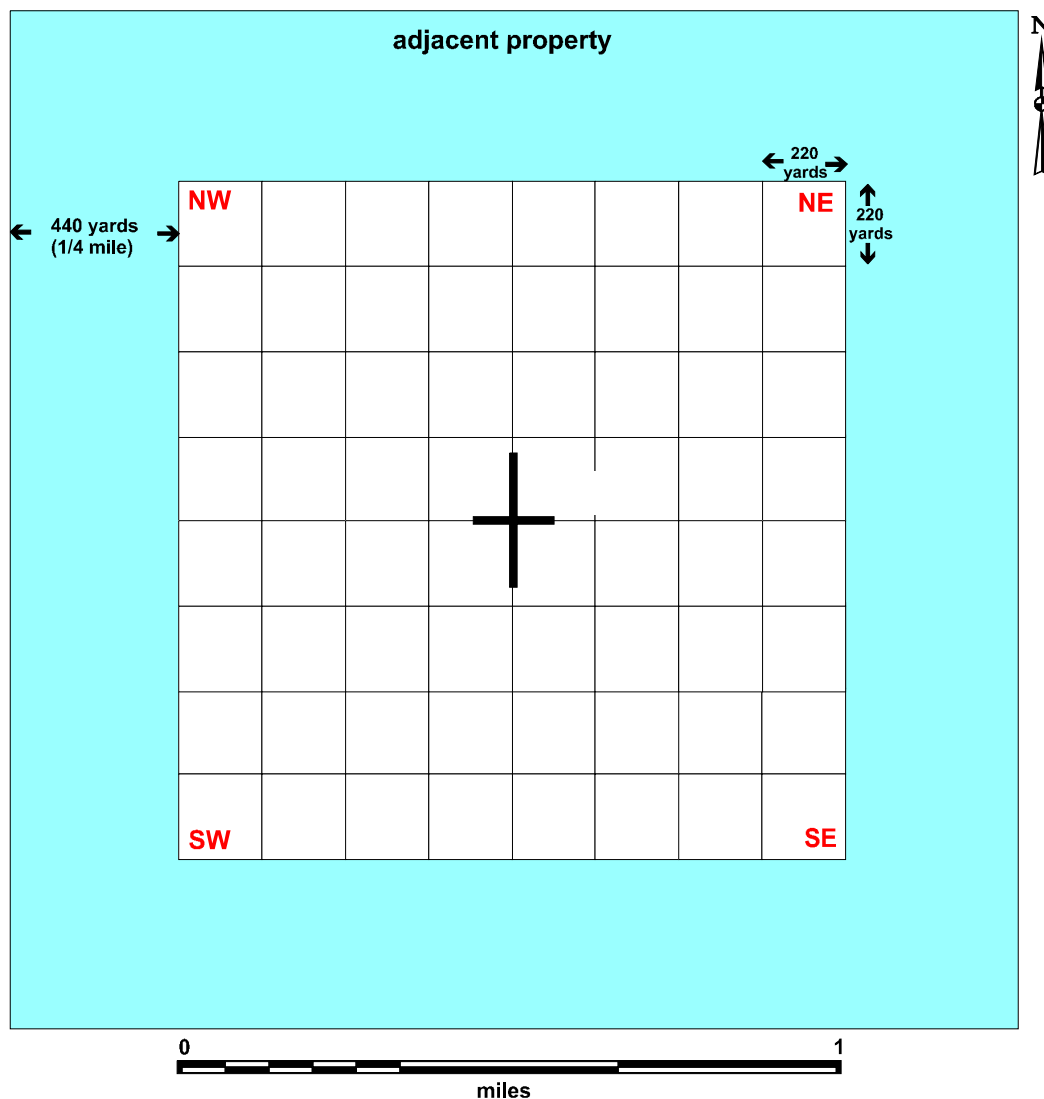 adjacent property
N
220
yards
NW
NE
440 yards
(1/4 mile)
220
yards
SW
SE
0
1
miles